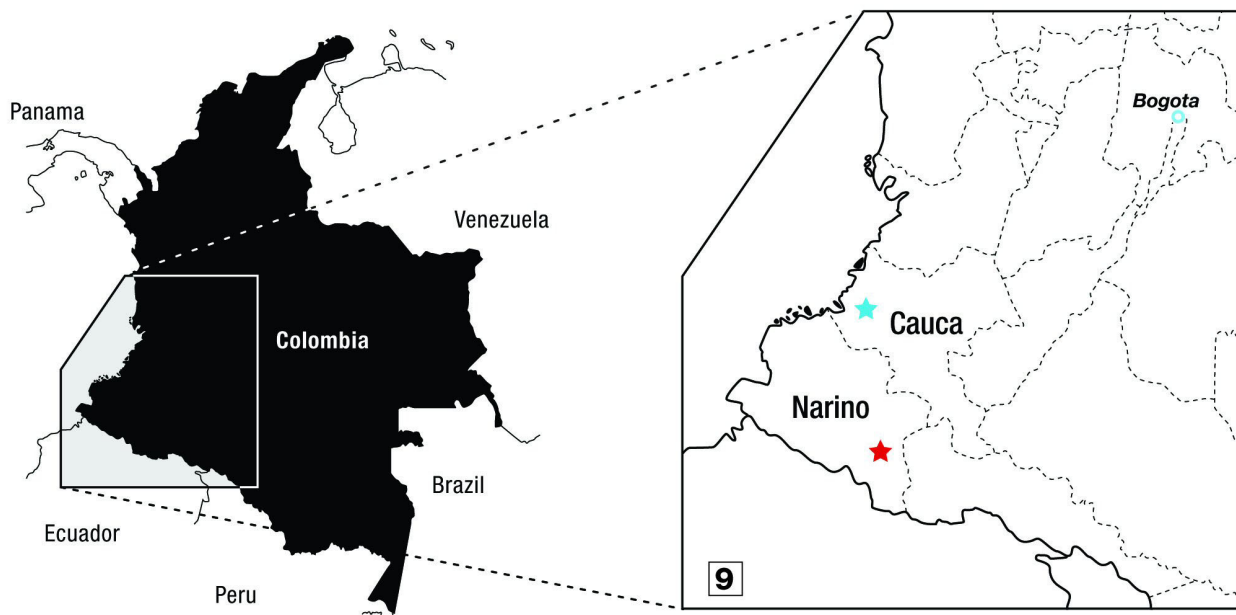 Panama
Venezuela
Colombia
Brazil
Ecuador
Peru
Bogota
Cauca
Narino
9